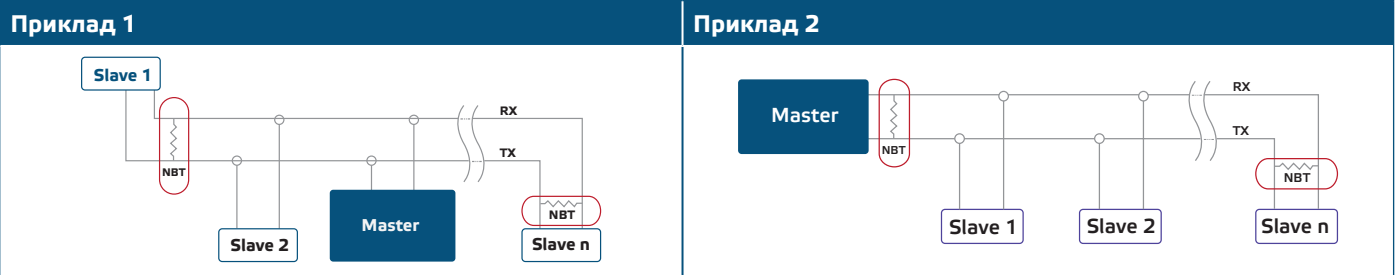 Приклад 1
Slave 1
RX
TX
NBT
NBT
Master
Slave 2
Slave n
Приклад 2
RX
Master
TX
NBT
NBT
Slave 1
Slave 2
Slave n